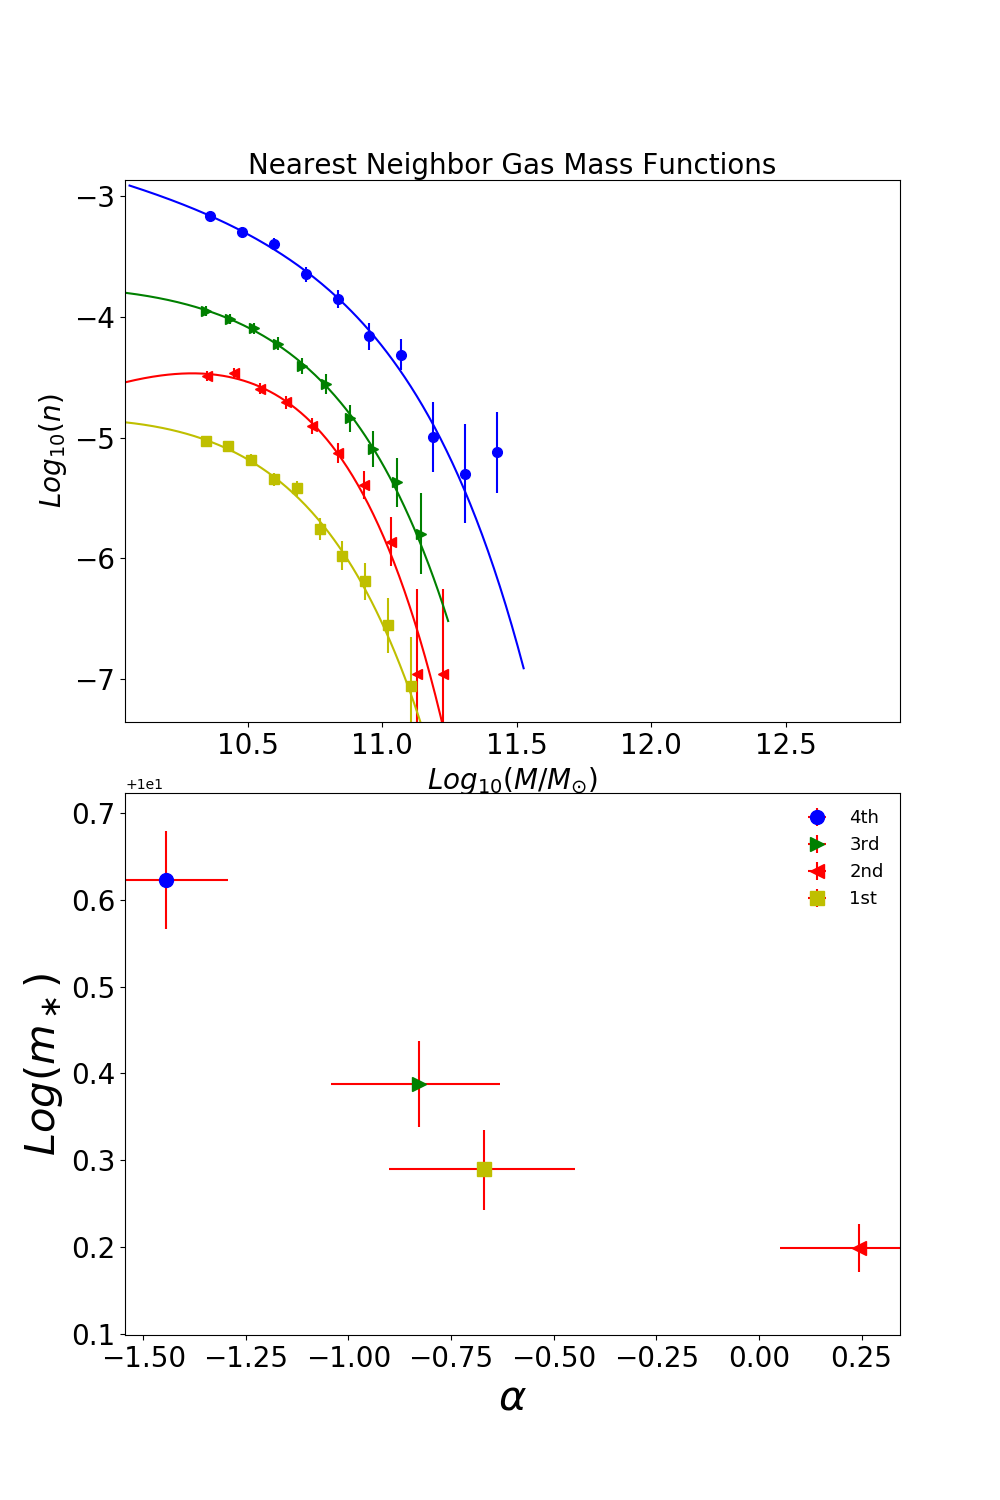 Nearest Neighbor Gas Mass Functions
−3
−4
−5
−6
−7
Log10(n)
10.5 11.0 11.5 12.0 12.5
Log10(M/M⊙)
+1e1
0.7
0.6
0.5
0.4
0.3
0.2
0.1
Log(m∗)
4th
3rd
2nd
1st
−1.50 −1.25 −1.00 −0.75 −0.50 −0.25 0.00 0.25
α